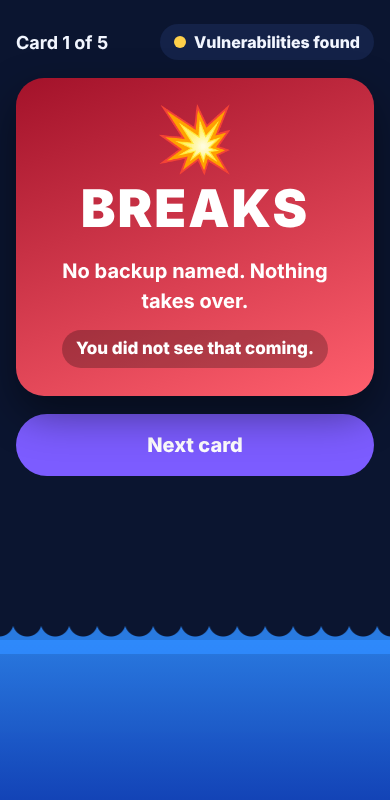 Card 1 of 5
Vulnerabilities found
BREAKS
No backup named. Nothing
takes over.
You did not see that coming.
Next card